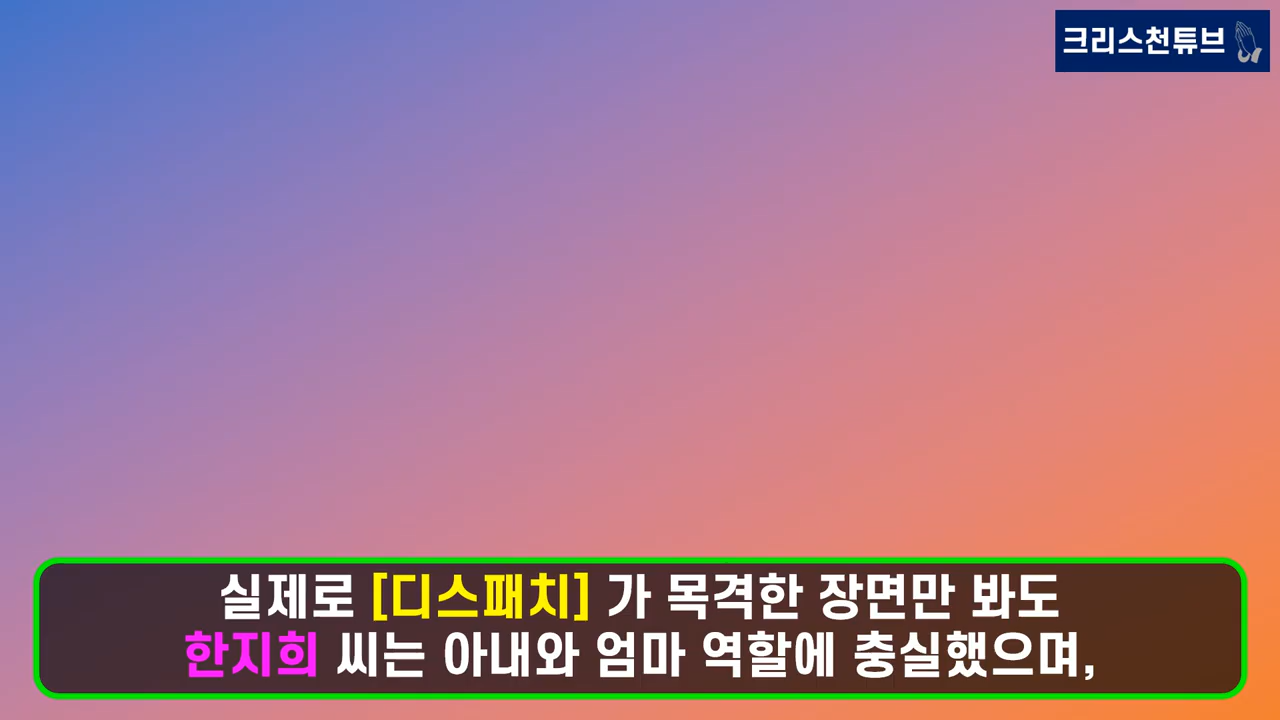 크리스천튜브
실제로 [디스패치] 가 목격한 장면만 봐도
한지희 씨는 아내와 엄마 역할에 충실했으며,